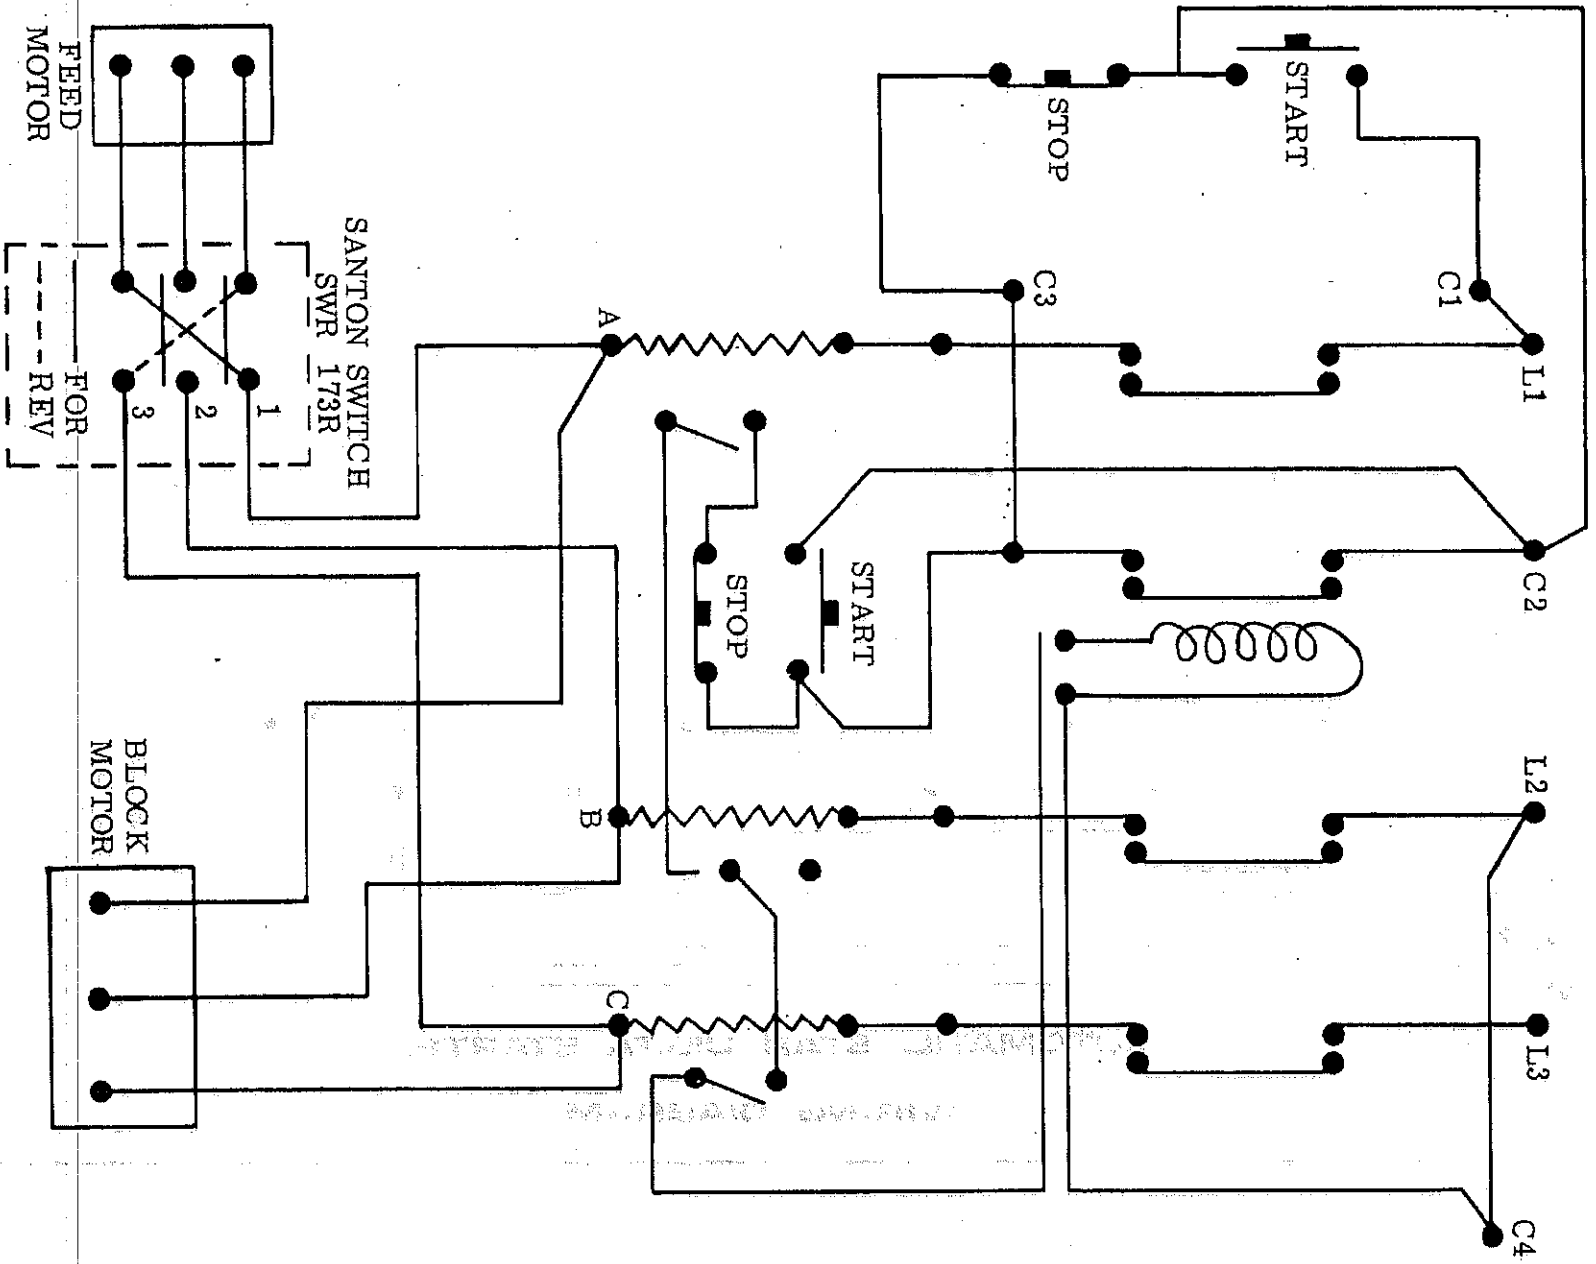 L1
C2
L2
L3
C4
C1
START
STOP
C3
START
STOP
A
B
C
SANTON SWITCH
SWR 173R
1
2
3
FOR
REV
FEED
MOTOR
BLOCK
MOTOR